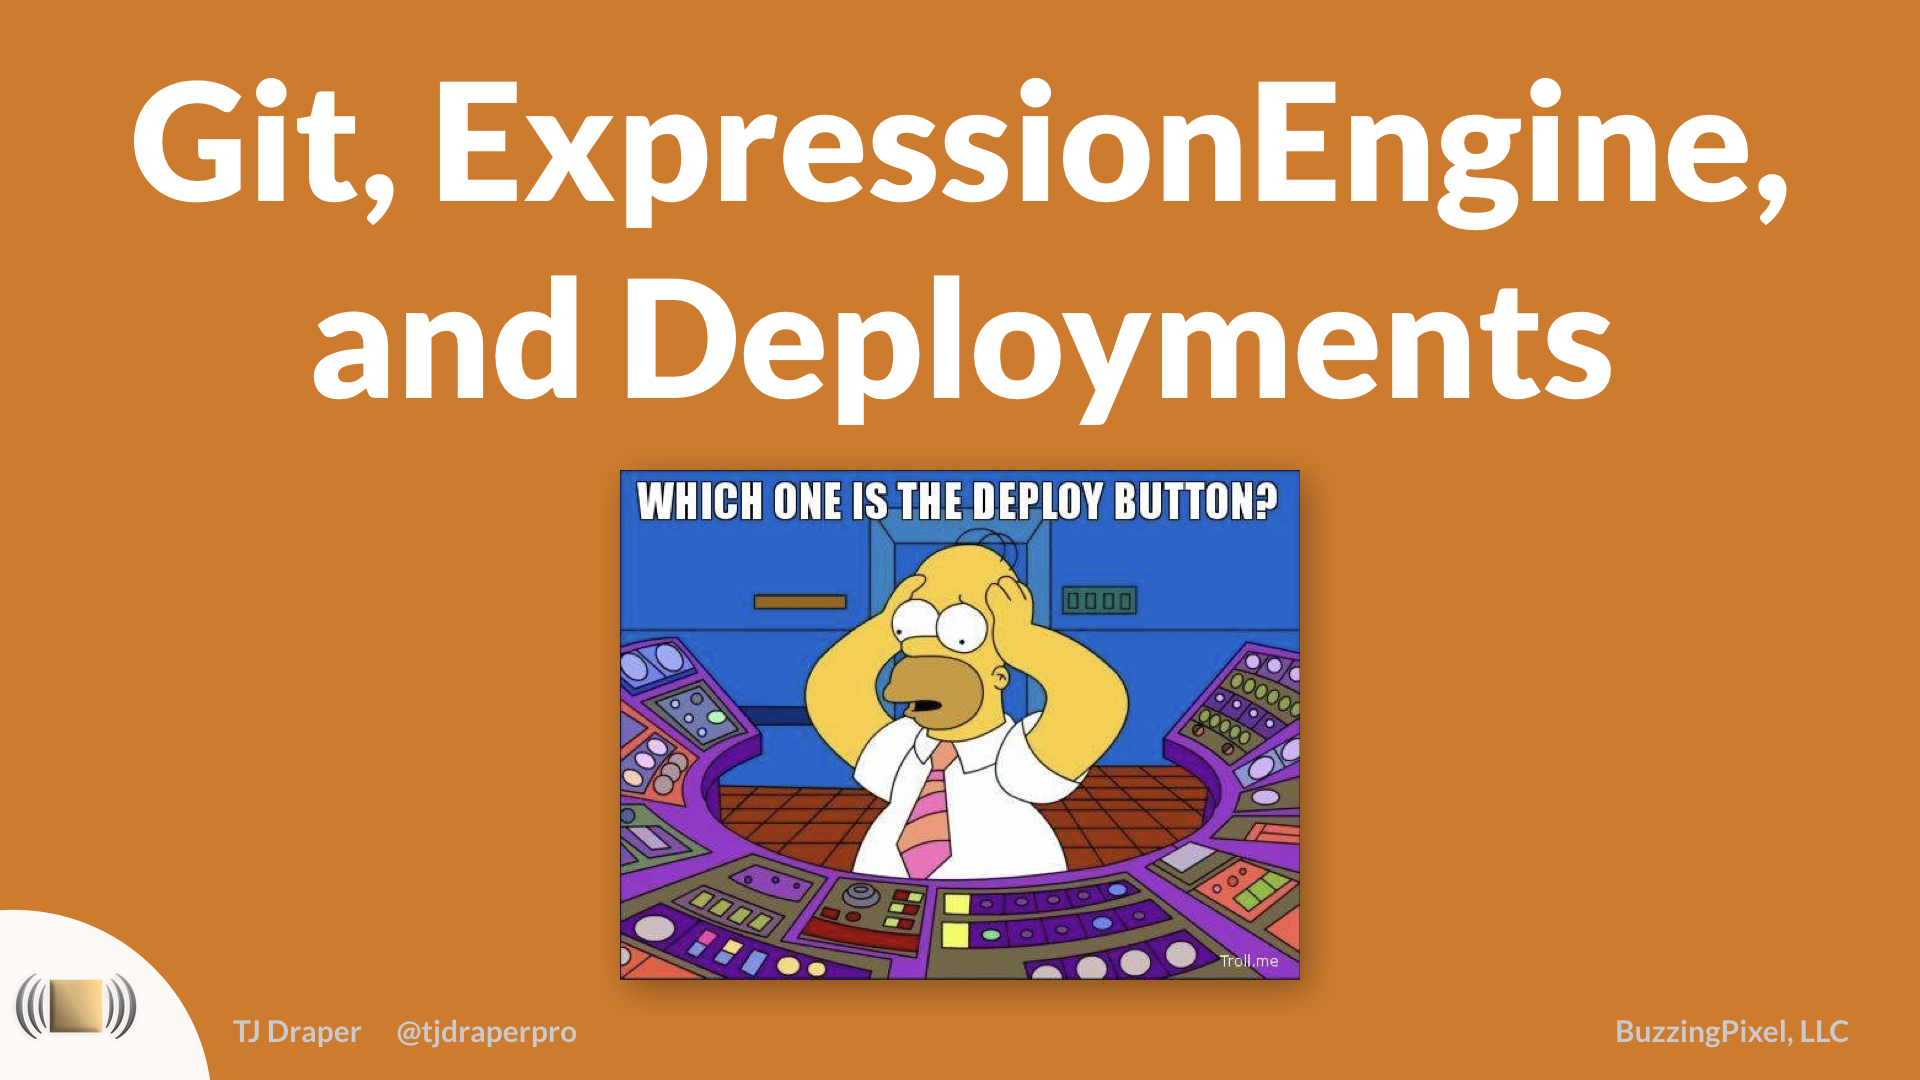 Git, ExpressionEngine,
and Deployments
WHICH ONE IS THE DEPLOY BUTTON?
Troll.me
TJ Draper @tjdraperpro
BuzzingPixel, LLC